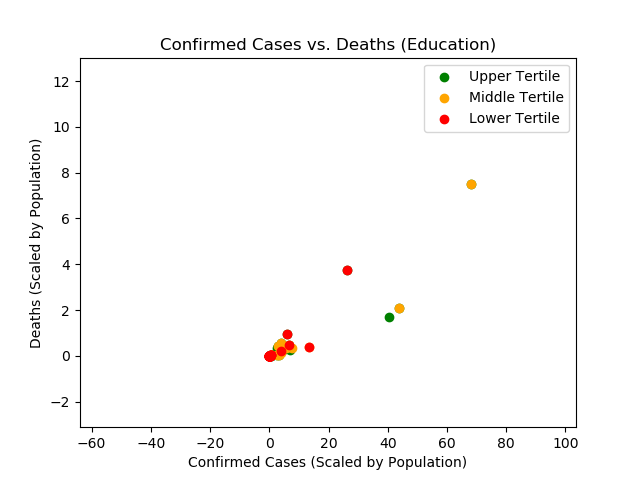 Confirmed Cases vs. Deaths (Education)
Upper Tertile
Middle Tertile
Lower Tertile
12
10
8
6
4
2
0
−2
Deaths (Scaled by Population)
−60 −40 −20 0 20 40 60 80 100
Confirmed Cases (Scaled by Population)